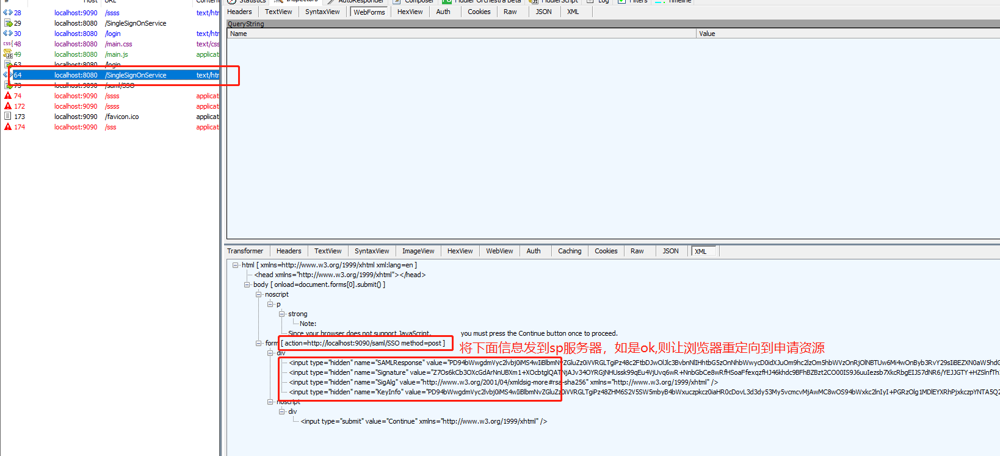 # Host URL Conten
28 localhost:9090 /ssss text/htr
29 localhost:8080 /SingleSignOnService
30 localhost:8080 /login text/htr
48 localhost:8080 /main.css text/css
49 localhost:8080 /main.js applicat
63 localhost:8080 /login
64 localhost:8080 /SingleSignOnService text/htr
73 localhost:9090 /saml/SSO
74 localhost:9090 /ssss applicat
172 localhost:9090 /ssss applicat
173 localhost:9090 /favicon.ico applicat
174 localhost:9090 /sss applicat
Statistics Inspectors AutoResponder Composer FO Fiddler Orchestra Beta FiddlerScript Log Filters Timeline
Headers TextView SyntaxView WebForms HexView Auth Cookies Raw JSON XML
QueryString
Name Value
Transformer Headers TextView SyntaxView ImageView HexView WebView Auth Caching Cookies Raw JSON XML
html [ xmlns=http://www.w3.org/1999/xhtml xml:lang=en ]
<head xmlns="http://www.w3.org/1999/xhtml"></head>
body [ onload=document.forms[0].submit() ]
noscript
p
strong
Note:
Since your browser does not support JavaScript, you must press the Continue button once to proceed.
form [ action=http://localhost:9090/saml/SSO method=post ]
将下面信息发到sp服务器，如是ok,则让浏览器重定向到申请资源
div
<input type="hidden" name="SAMLResponse" value="
<input type="hidden" name="Signature" value="
<input type="hidden" name="SigAlg" value="http://www.w3.org/2001/04/xmldsig-more#rsa-sha256" xmlns="http://www.w3.org/1999/xhtml" />
<input type="hidden" name="KeyInfo" value="
noscript
div
<input type="submit" value="Continue" xmlns="http://www.w3.org/1999/xhtml" />